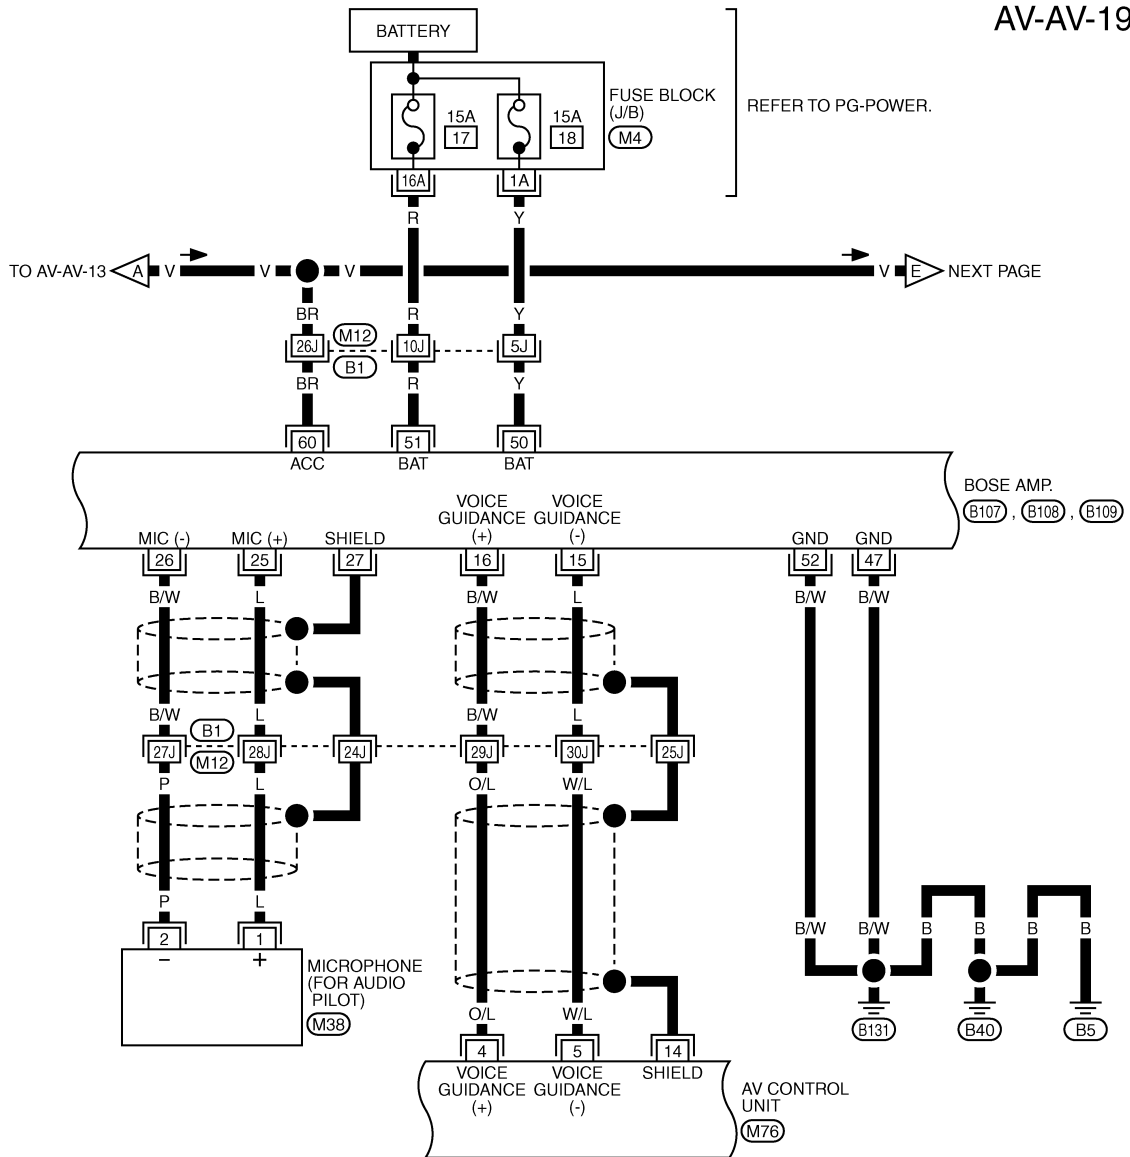 AV-AV-19
BATTERY
FUSE BLOCK
(J/B)
M4
REFER TO PG-POWER.
15A
17
15A
18
16A
1A
R
Y
TO AV-AV-13
A
V
V
V
V
E
NEXT PAGE
BR
R
Y
M12
26J
10J
5J
B1
BR
R
Y
60
51
50
ACC
BAT
BAT
BOSE AMP.
B107 , B108 , B109
VOICE
GUIDANCE
(+)
VOICE
GUIDANCE
(-)
MIC (-)
MIC (+)
SHIELD
GND
GND
26
25
27
16
15
52
47
B/W
L
B/W
L
B/W
B/W
B/W
L
B/W
L
B1
27J
28J
24J
29J
30J
25J
M12
P
L
O/L
W/L
P
L
B/W
B/W
B
B
B
B
2
1
–
+
MICROPHONE
(FOR AUDIO
PILOT)
M38
O/L
W/L
B131
B40
B5
4
5
14
VOICE
GUIDANCE
(+)
VOICE
GUIDANCE
(-)
SHIELD
AV CONTROL
UNIT
M76